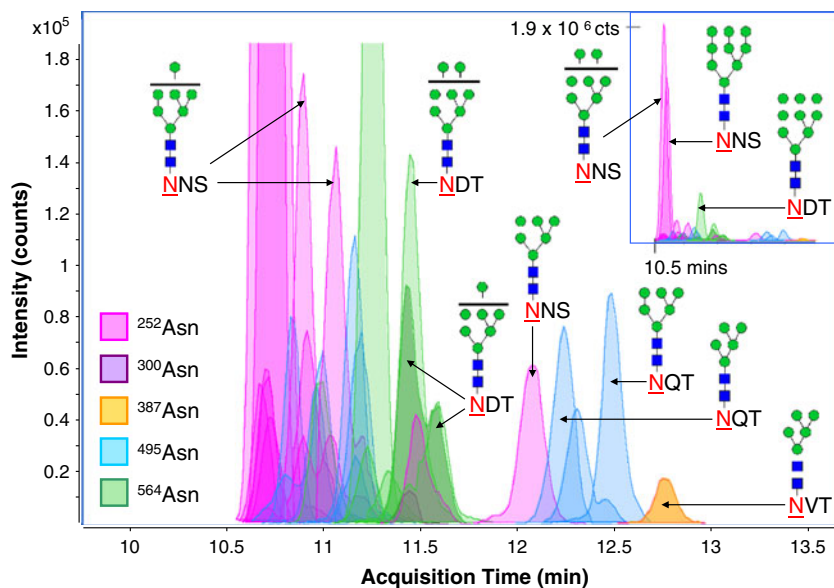 x10⁵
1.8
1.6
1.4
1.2
1
0.8
0.6
0.4
0.2
Intensity (counts)
NNS
NDT
NNS
1.9 x 10 ⁶ cts
NNS
NDT
10.5 mins
NNS
NDT
NQT
NQT
NVT
²⁵²Asn
³⁰⁰Asn
³⁸⁷Asn
⁴⁹⁵Asn
⁵⁶⁴Asn
10 10.5 11 11.5 12 12.5 13 13.5
Acquisition Time (min)